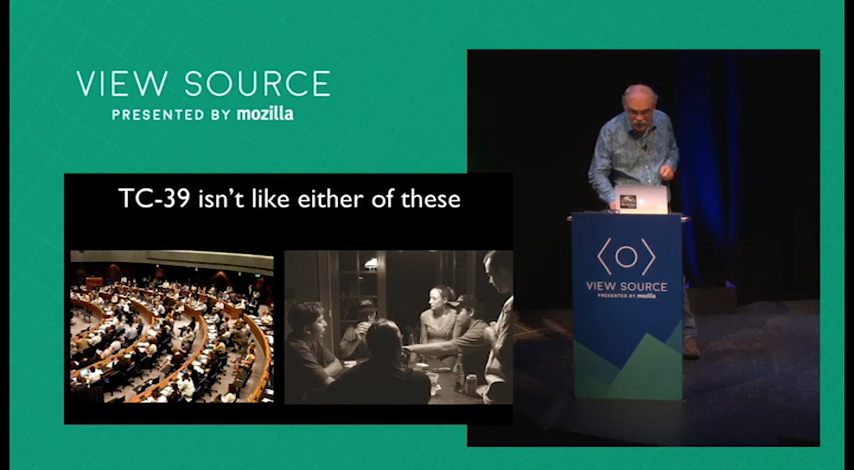 VIEW SOURCE
PRESENTED BY mozilla
TC-39 isn't like either of these
VIEW SOURCE
PRESENTED BY mozilla